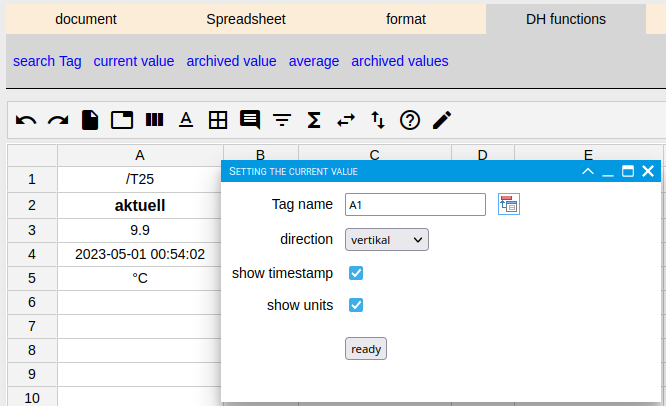 document Spreadsheet format DH functions
search Tag current value archived value average archived values
A B C D E
SETTING THE CURRENT VALUE
1 /T25
Tag name A1
2 aktuell
3 9.9
direction vertikal
4 2023-05-01 00:54:02
5 °C
show timestamp
6
show units
7
8
ready
9
10